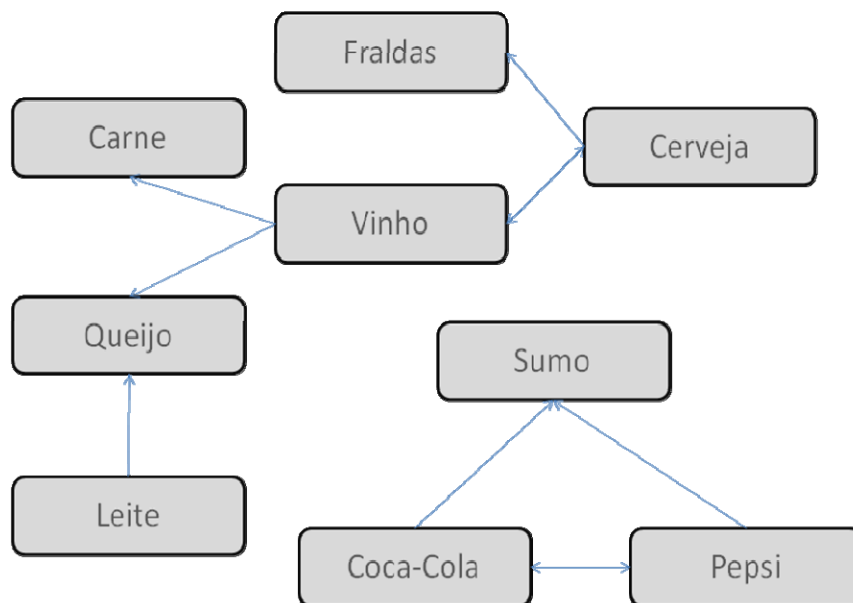 Fraldas
Carne
Cerveja
Vinho
Queijo
Sumo
Leite
Coca-Cola
Pepsi